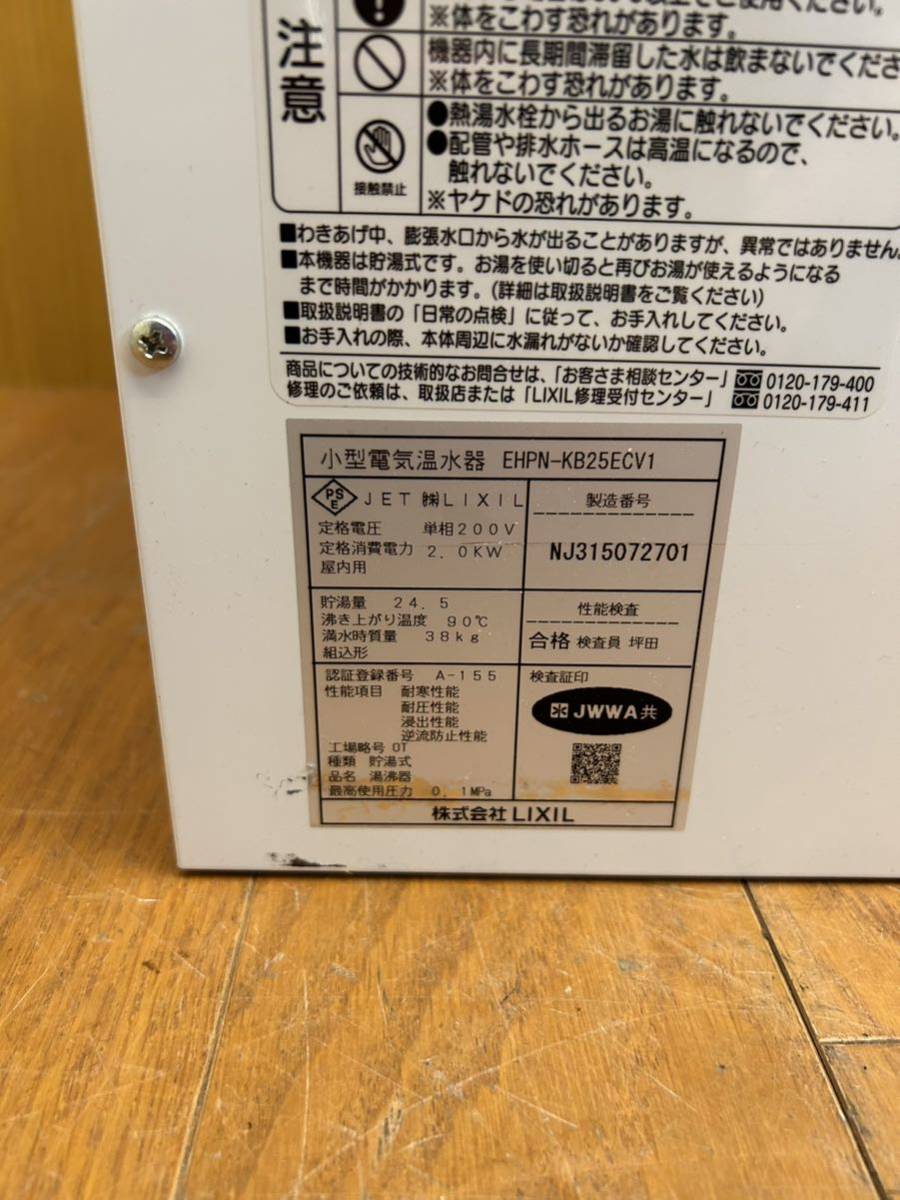 注意
※体をこわす恐れがあります。
機器内に長期間滞留した水は飲まないでくださ
※体をこわす恐れがあります。
接触禁止
●熱湯水栓から出るお湯に触れないでください。
●配管や排水ホースは高温になるので、
触れないでください。
※ヤケドの恐れがあります。
■わきあげ中、膨張水口から水が出ることがありますが、異常ではありません。
■本機器は貯湯式です。お湯を使い切ると再びお湯が使えるようになる
まで時間がかかります。(詳細は取扱説明書をご覧ください)
■取扱説明書の「日常の点検」に従って、お手入れしてください。
■お手入れの際、本体周辺に水漏れがないか確認してください。
商品についての技術的なお問合せは、「お客さま相談センター」 0120-179-400
修理のご依頼は、取扱店または「LIXIL修理受付センター」 0120-179-411
小型電気温水器 EHPN-KB25ECV1
PSE JET ㈱LIXIL
定格電圧 単相200V
定格消費電力 2.0KW
屋内用
製造番号
NJ315072701
貯湯量 24.5
沸き上がり温度 90℃
満水時質量 38kg
組込形
性能検査
合格 検査員 坪田
認証登録番号 A-155
性能項目 耐寒性能
耐圧性能
浸出性能
逆流防止性能
工場略号 OT
種類 貯湯式
品名 湯沸器
最高使用圧力 0.1MPa
検査証印
JWWA共
株式会社LIXIL